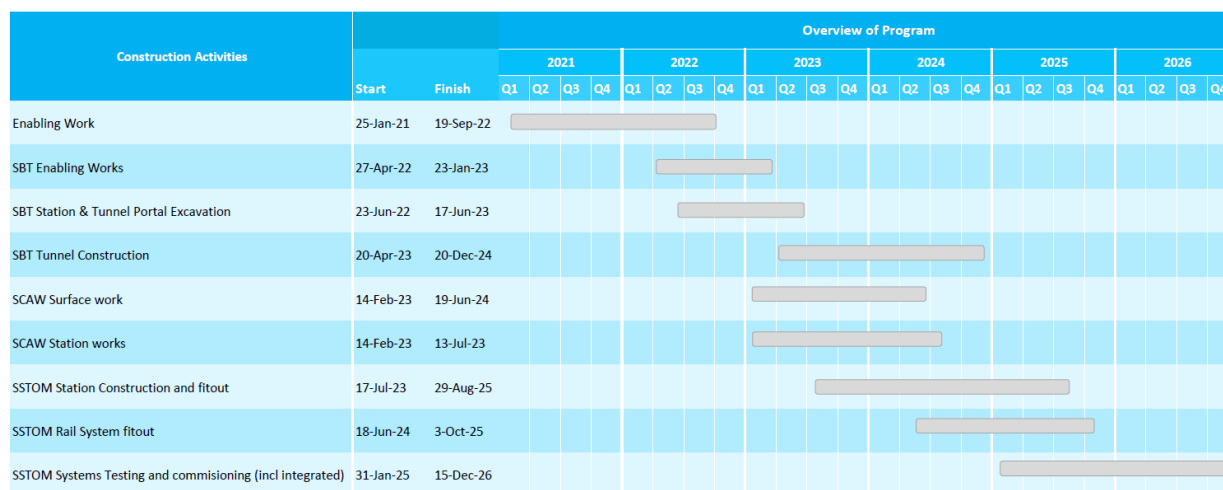 Overview of Program
Construction Activities
2021 2022 2023 2024 2025 2026
Start Finish Q1 Q2 Q3 Q4 Q1 Q2 Q3 Q4 Q1 Q2 Q3 Q4 Q1 Q2 Q3 Q4 Q1 Q2 Q3 Q4 Q1 Q2 Q3 Q4
Enabling Work 25-Jan-21 19-Sep-22
SBT Enabling Works 27-Apr-22 23-Jan-23
SBT Station & Tunnel Portal Excavation 23-Jun-22 17-Jun-23
SBT Tunnel Construction 20-Apr-23 20-Dec-24
SCAW Surface work 14-Feb-23 19-Jun-24
SCAW Station works 14-Feb-23 13-Jul-23
SSTOM Station Construction and fitout 17-Jul-23 29-Aug-25
SSTOM Rail System fitout 18-Jun-24 3-Oct-25
SSTOM Systems Testing and commisioning (incl integrated) 31-Jan-25 15-Dec-26